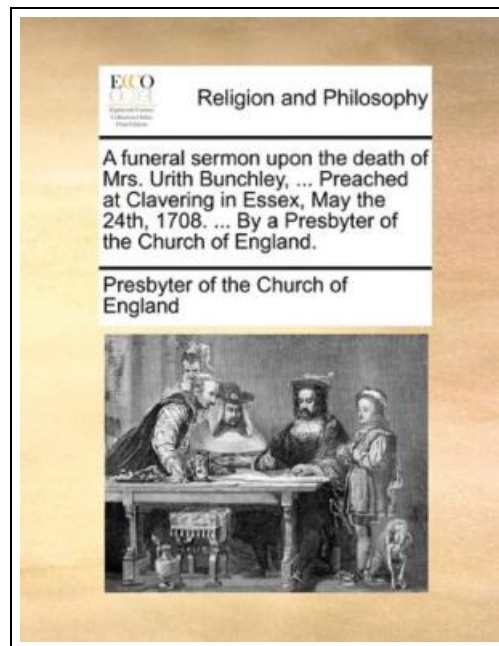 ECCO
Religion and Philosophy
A funeral sermon upon the death of
Mrs. Urith Bunchley, ... Preached
at Clavering in Essex, May the
24th, 1708. ... By a Presbyter of
the Church of England.
Presbyter of the Church of
England